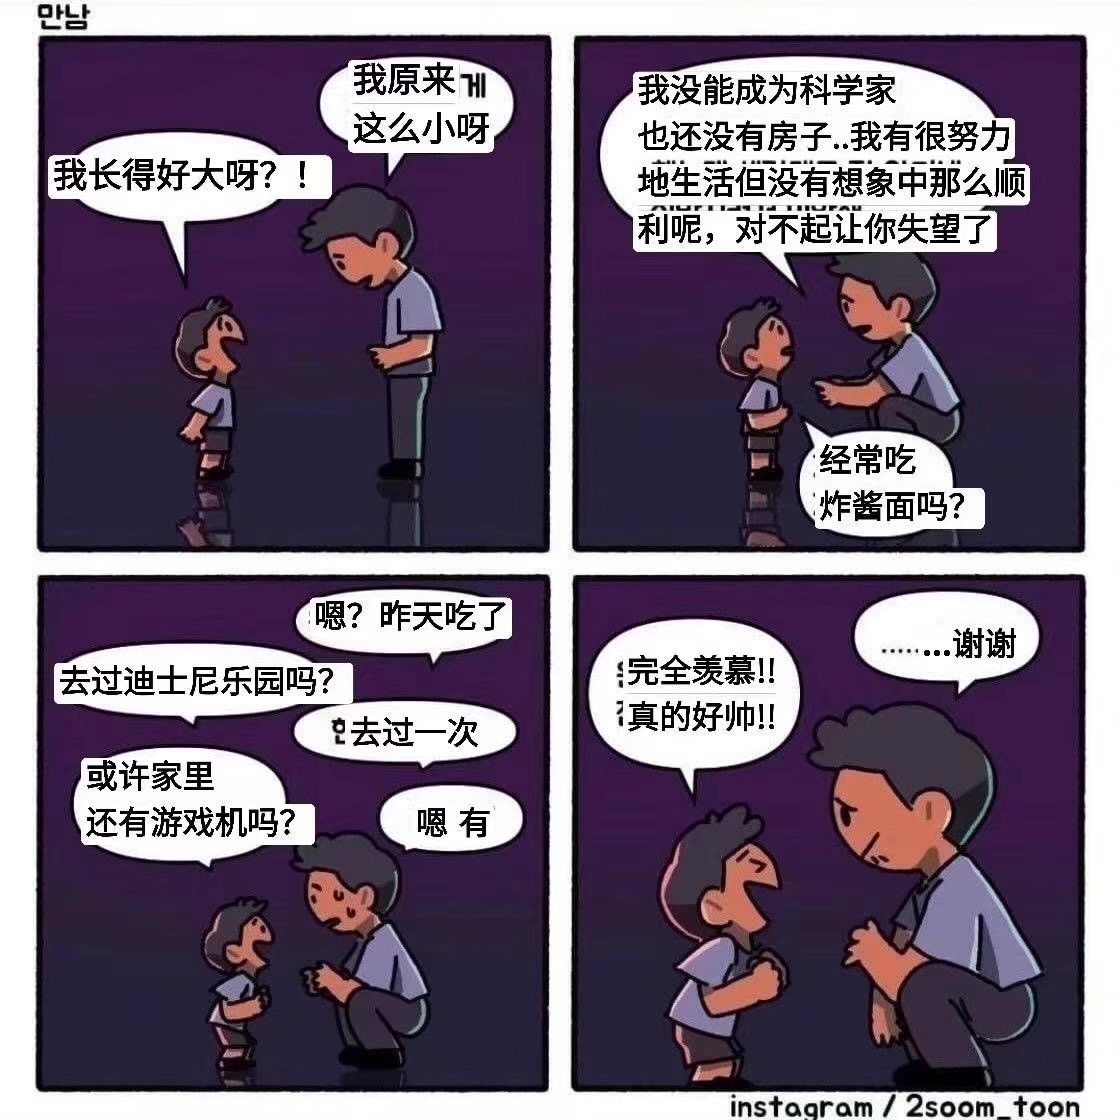 만남
我原来게
这么小呀
我长得好大呀？！
我没能成为科学家
也还没有房子..我有很努力
地生活但没有想象中那么顺
利呢，对不起让你失望了
经常吃
炸酱面吗？
嗯？昨天吃了
去过迪士尼乐园吗？
去过一次
或许家里
还有游戏机吗？
嗯 有
完全羡慕!!
真的好帅!!
........谢谢
instagram / 2soom_toon